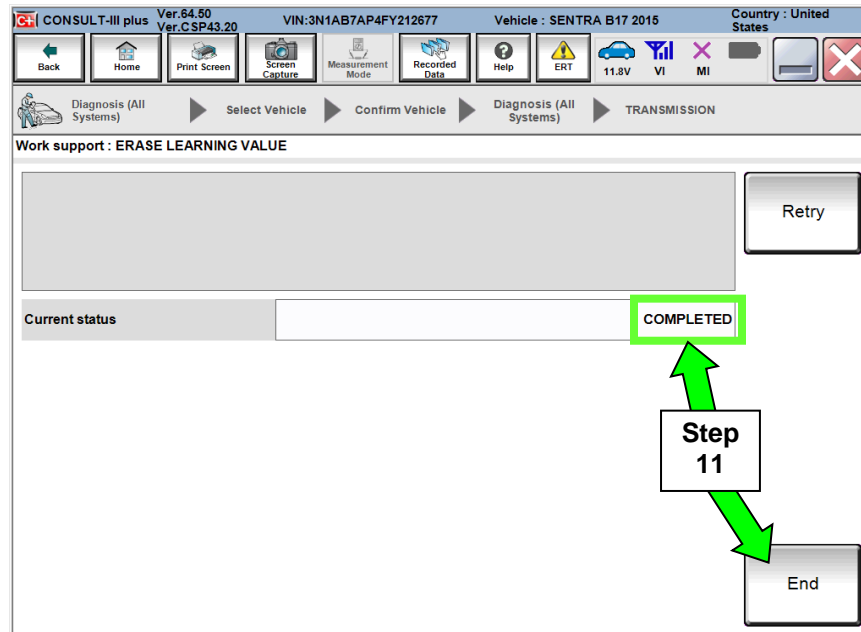 CONSULT-III plus Ver.64.50 Ver.CSP43.20 VIN:3N1AB7AP4FY212677 Vehicle : SENTRA B17 2015 Country : United States
Back Home Print Screen Screen Capture Measurement Mode Recorded Data Help ERT 11.8V VI MI
Diagnosis (All Systems) Select Vehicle Confirm Vehicle Diagnosis (All Systems) TRANSMISSION
Work support : ERASE LEARNING VALUE
Retry
Current status COMPLETED
Step
11
End